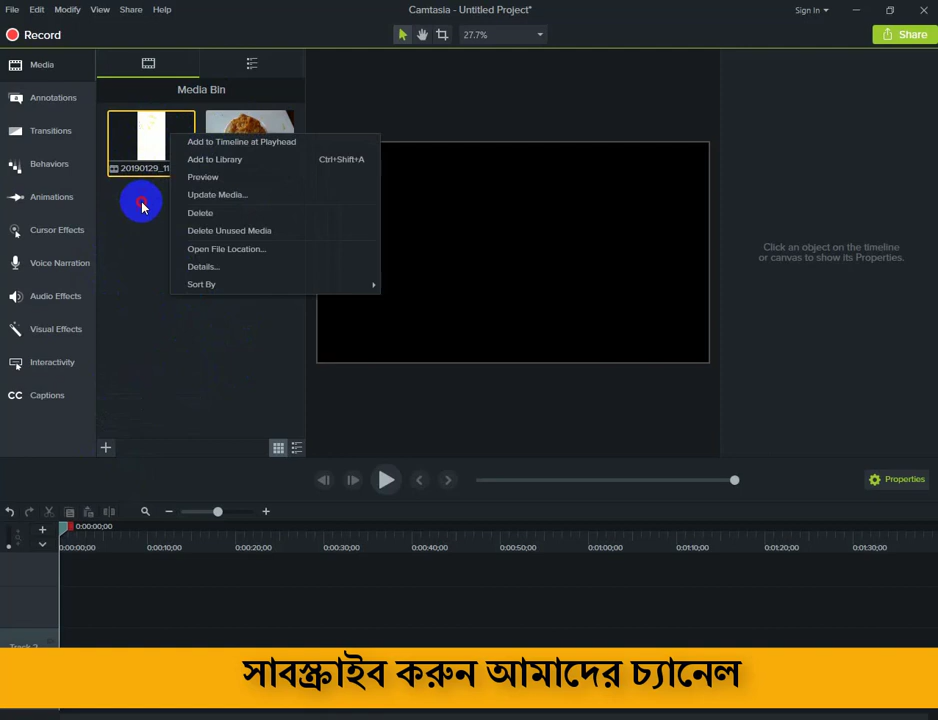 File Edit Modify View Share Help
Camtasia - Untitled Project*
Sign In
Record
27.7%
Share
Media
Annotations
Transitions
Behaviors
Animations
Cursor Effects
Voice Narration
Audio Effects
Visual Effects
Interactivity
CC Captions
Media Bin
20190129_11
Add to Timeline at Playhead
Add to Library Ctrl+Shift+A
Preview
Update Media...
Delete
Delete Unused Media
Open File Location...
Details...
Sort By
Click an object on the timeline
or canvas to show its Properties.
Properties
0:00:00;00
0:00:00;00 0:00:10;00 0:00:20;00 0:00:30;00 0:00:40;00 0:00:50;00 0:01:00;00 0:01:10;00 0:01:20;00 0:01:30;00
Track 2
সাবস্ক্রাইব করুন আমাদের চ্যানেল